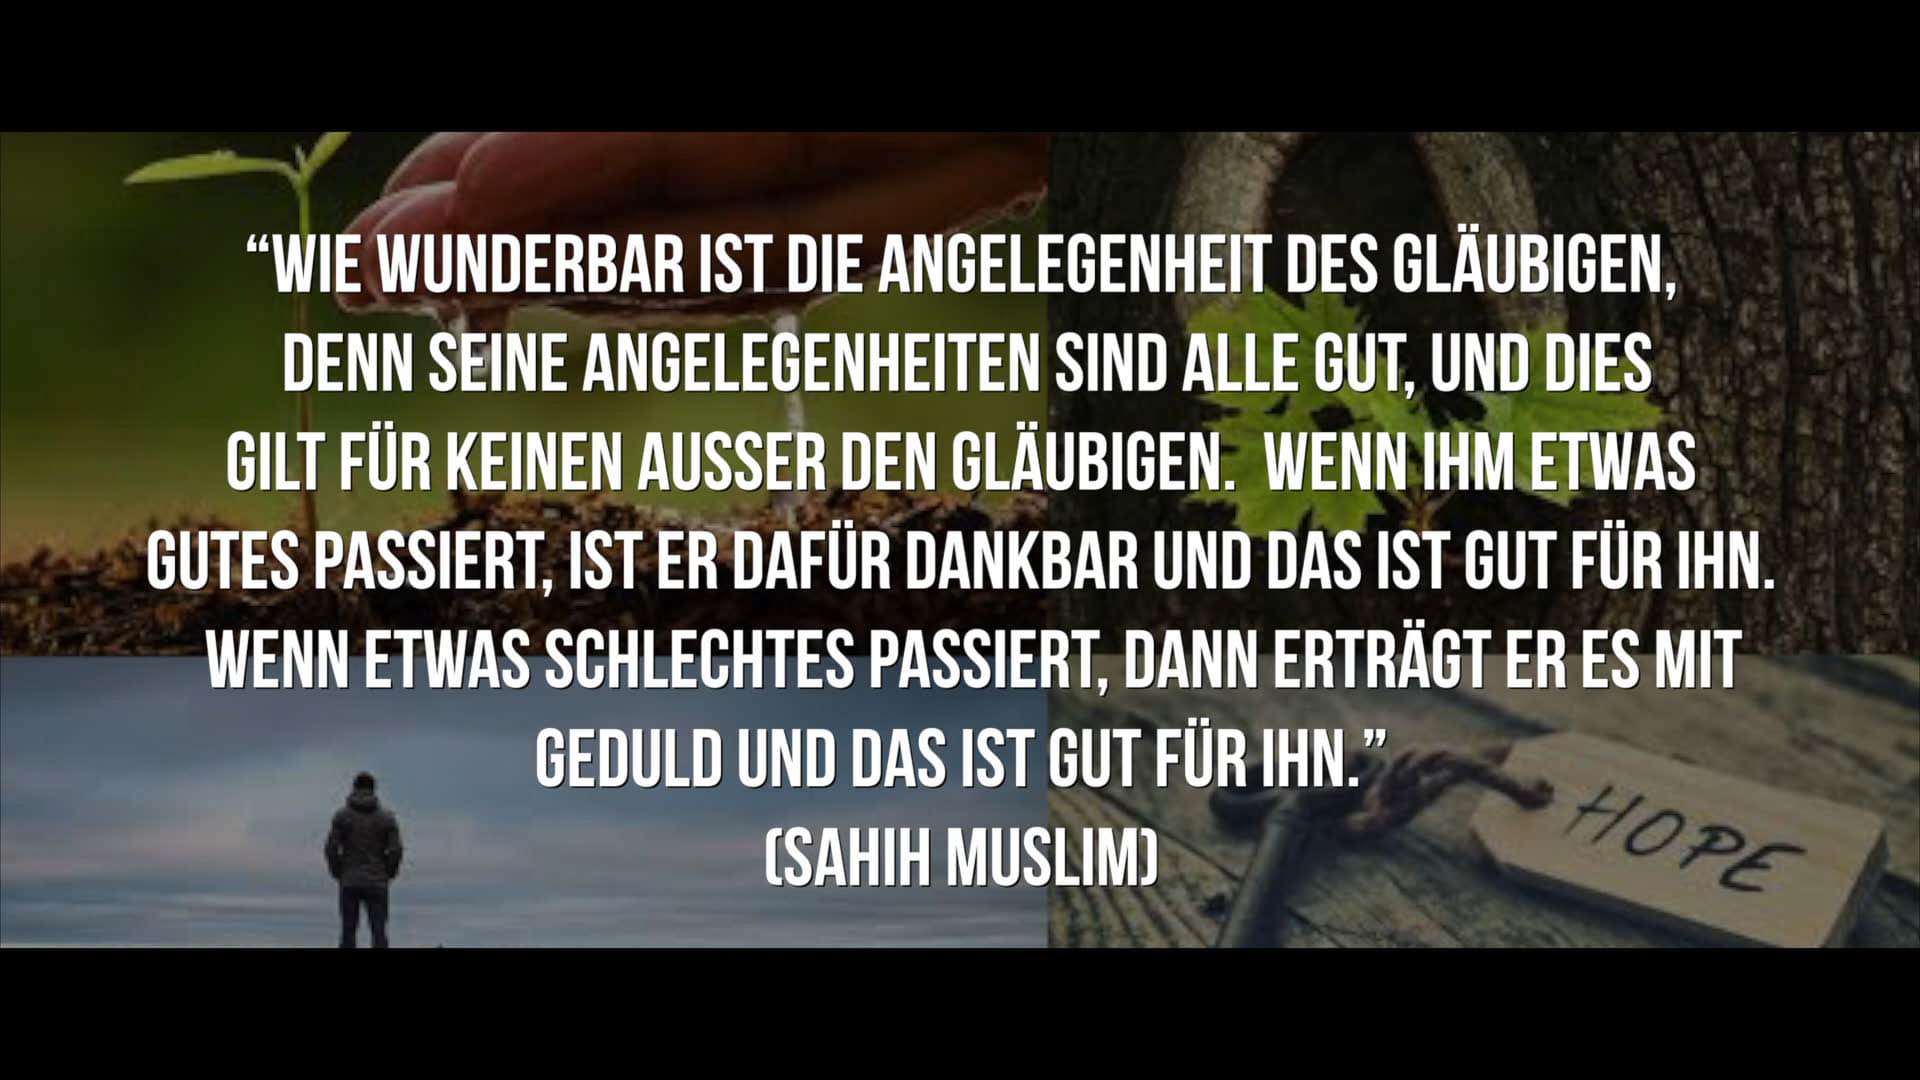 “WIE WUNDERBAR IST DIE ANGELEGENHEIT DES GLÄUBIGEN,
DENN SEINE ANGELEGENHEITEN SIND ALLE GUT, UND DIES
GILT FÜR KEINEN AUSSER DEN GLÄUBIGEN. WENN IHM ETWAS
GUTES PASSIERT, IST ER DAFÜR DANKBAR UND DAS IST GUT FÜR IHN.
WENN ETWAS SCHLECHTES PASSIERT, DANN ERTRÄGT ER ES MIT
GEDULD UND DAS IST GUT FÜR IHN.”
(SAHIH MUSLIM)
HOPE